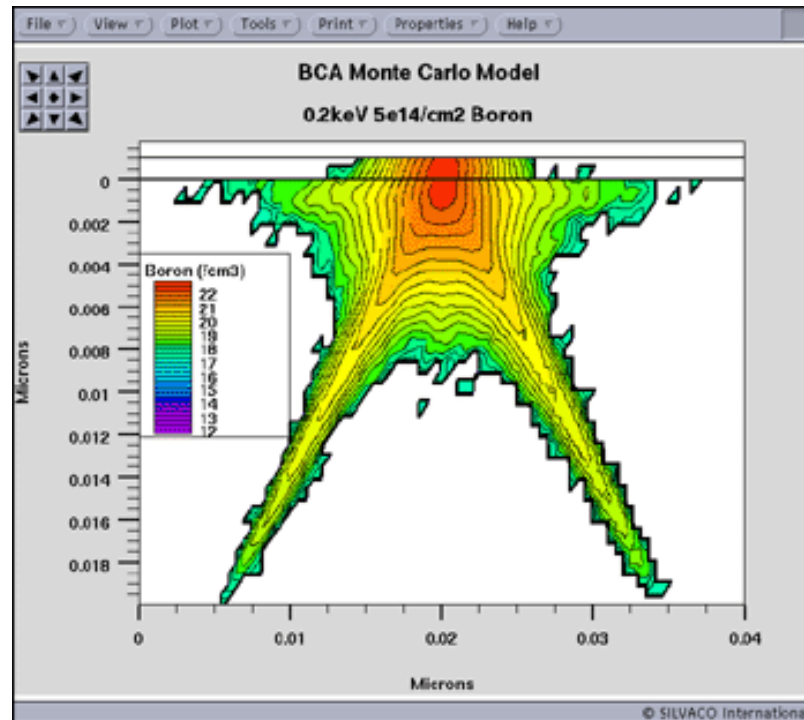 File View Plot Tools Print Properties Help
BCA Monte Carlo Model
0.2keV 5e14/cm2 Boron
0
0.002
0.004
0.006
0.008
0.01
0.012
0.014
0.016
0.018
Microns
Boron (/cm3)
22
21
20
19
18
17
16
15
14
13
12
0 0.01 0.02 0.03 0.04
Microns
© SILVACO Internationa